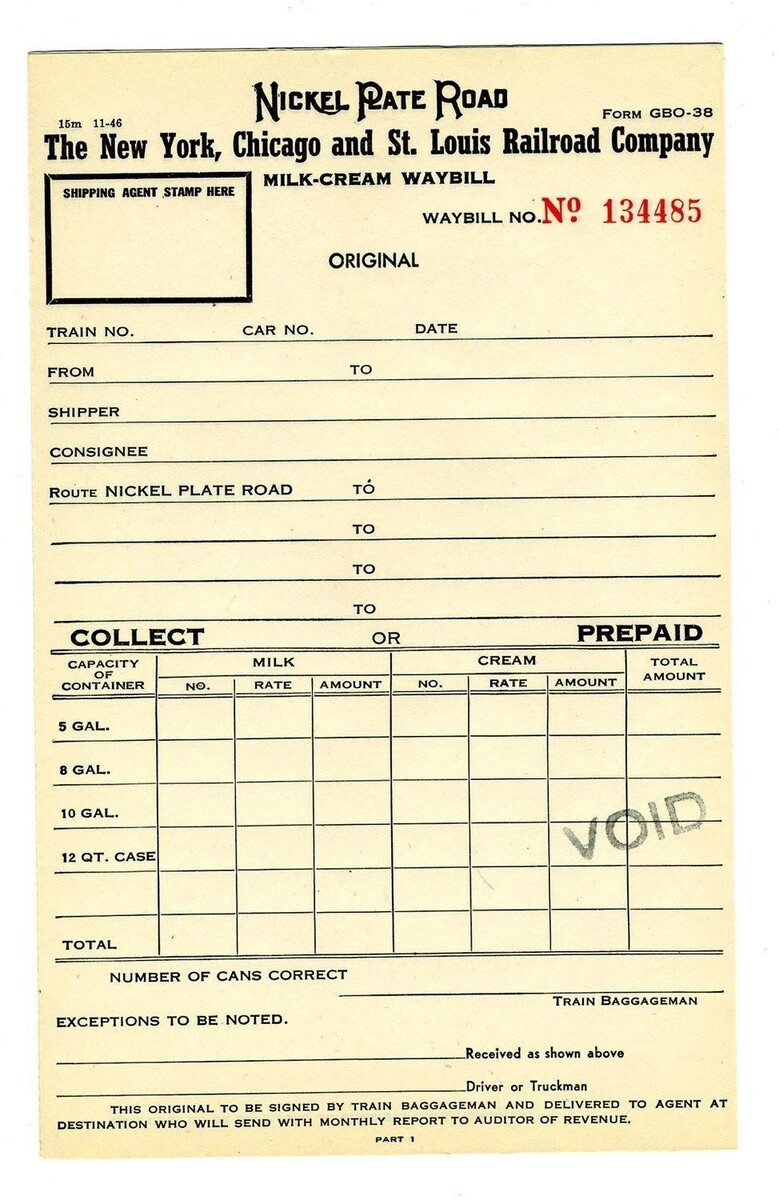 NICKEL PLATE ROAD
15m 11-46 FORM GBO-38
The New York, Chicago and St. Louis Railroad Company
SHIPPING AGENT STAMP HERE
MILK-CREAM WAYBILL
WAYBILL NO. Nº 134485
ORIGINAL
TRAIN NO. CAR NO. DATE
FROM TO
SHIPPER
CONSIGNEE
ROUTE NICKEL PLATE ROAD TO
TO
TO
TO
COLLECT OR PREPAID
CAPACITY OF CONTAINER MILK CREAM TOTAL AMOUNT
NO. RATE AMOUNT NO. RATE AMOUNT
5 GAL.
8 GAL.
10 GAL.
VOID
12 QT. CASE
TOTAL
NUMBER OF CANS CORRECT
TRAIN BAGGAGEMAN
EXCEPTIONS TO BE NOTED.
Received as shown above
Driver or Truckman
THIS ORIGINAL TO BE SIGNED BY TRAIN BAGGAGEMAN AND DELIVERED TO AGENT AT
DESTINATION WHO WILL SEND WITH MONTHLY REPORT TO AUDITOR OF REVENUE.
PART 1